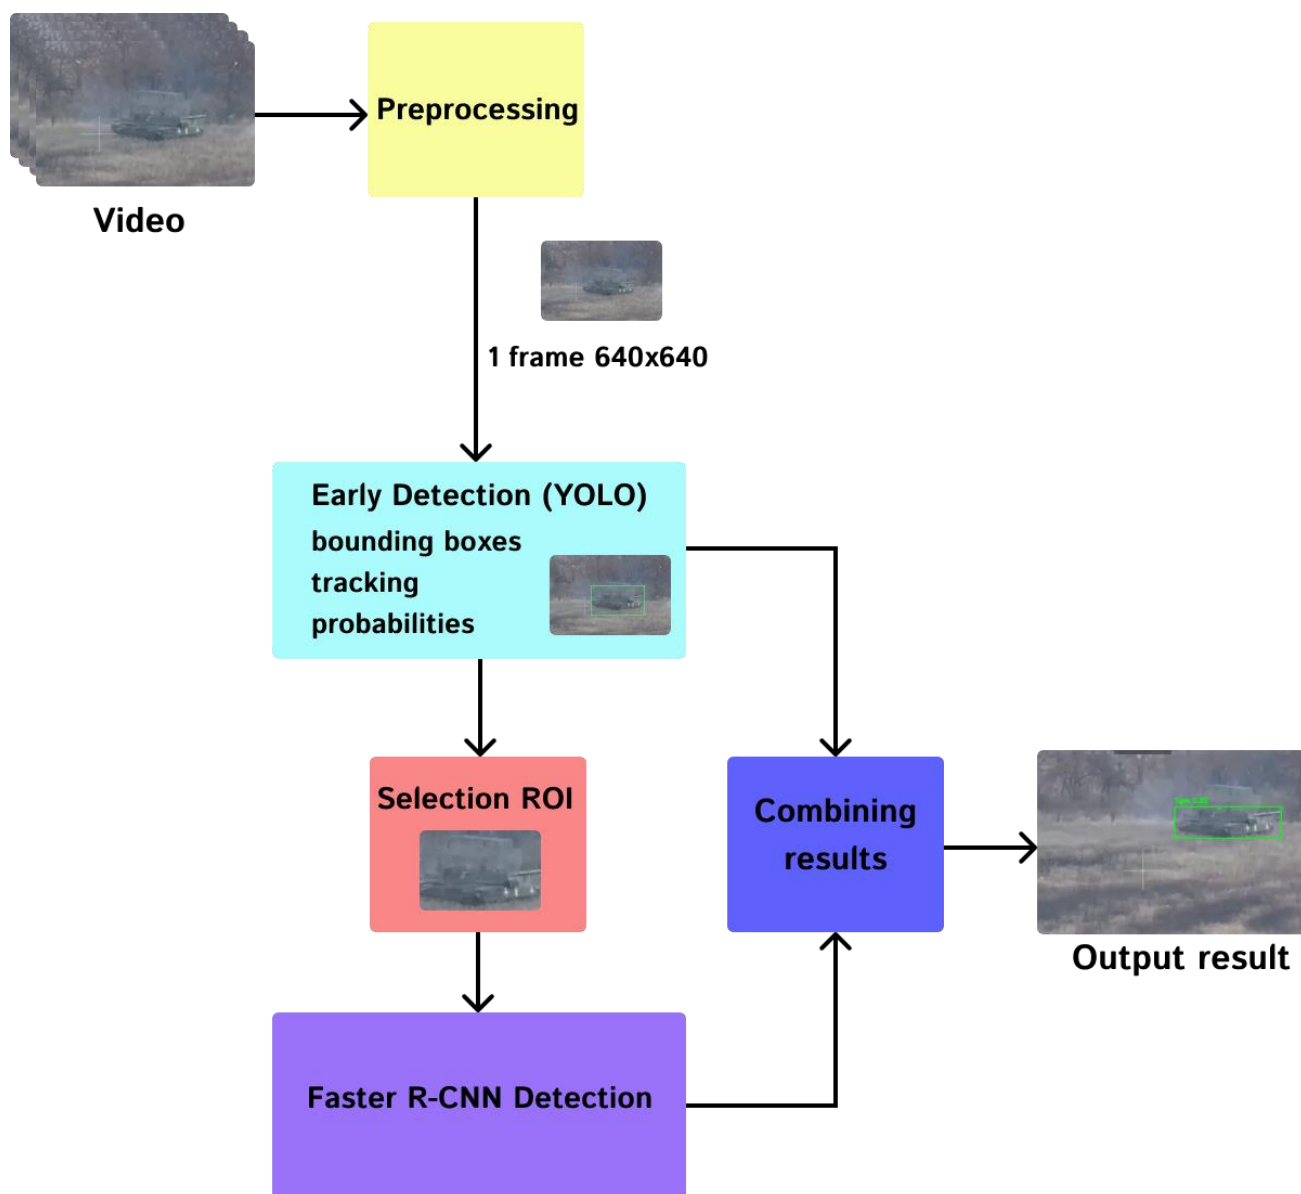 Preprocessing
Video
1 frame 640x640
Early Detection (YOLO)
bounding boxes
tracking
probabilities
Selection ROI
Combining
results
Output result
Faster R-CNN Detection